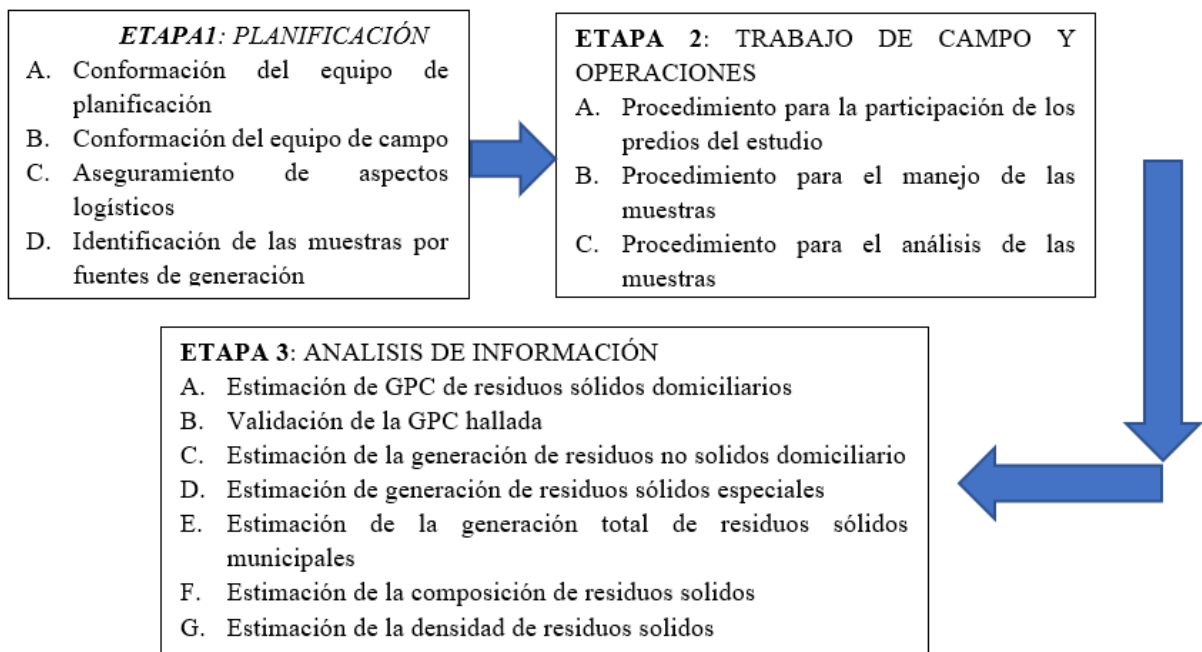 ETAPA1: PLANIFICACIÓN
A. Conformación del equipo de
planificación
B. Conformación del equipo de campo
C. Aseguramiento de aspectos
logísticos
D. Identificación de las muestras por
fuentes de generación
ETAPA 2: TRABAJO DE CAMPO Y
OPERACIONES
A. Procedimiento para la participación de los
predios del estudio
B. Procedimiento para el manejo de las
muestras
C. Procedimiento para el análisis de las
muestras
ETAPA 3: ANALISIS DE INFORMACIÓN
A. Estimación de GPC de residuos sólidos domiciliarios
B. Validación de la GPC hallada
C. Estimación de la generación de residuos no solidos domiciliario
D. Estimación de generación de residuos sólidos especiales
E. Estimación de la generación total de residuos sólidos
municipales
F. Estimación de la composición de residuos solidos
G. Estimación de la densidad de residuos solidos